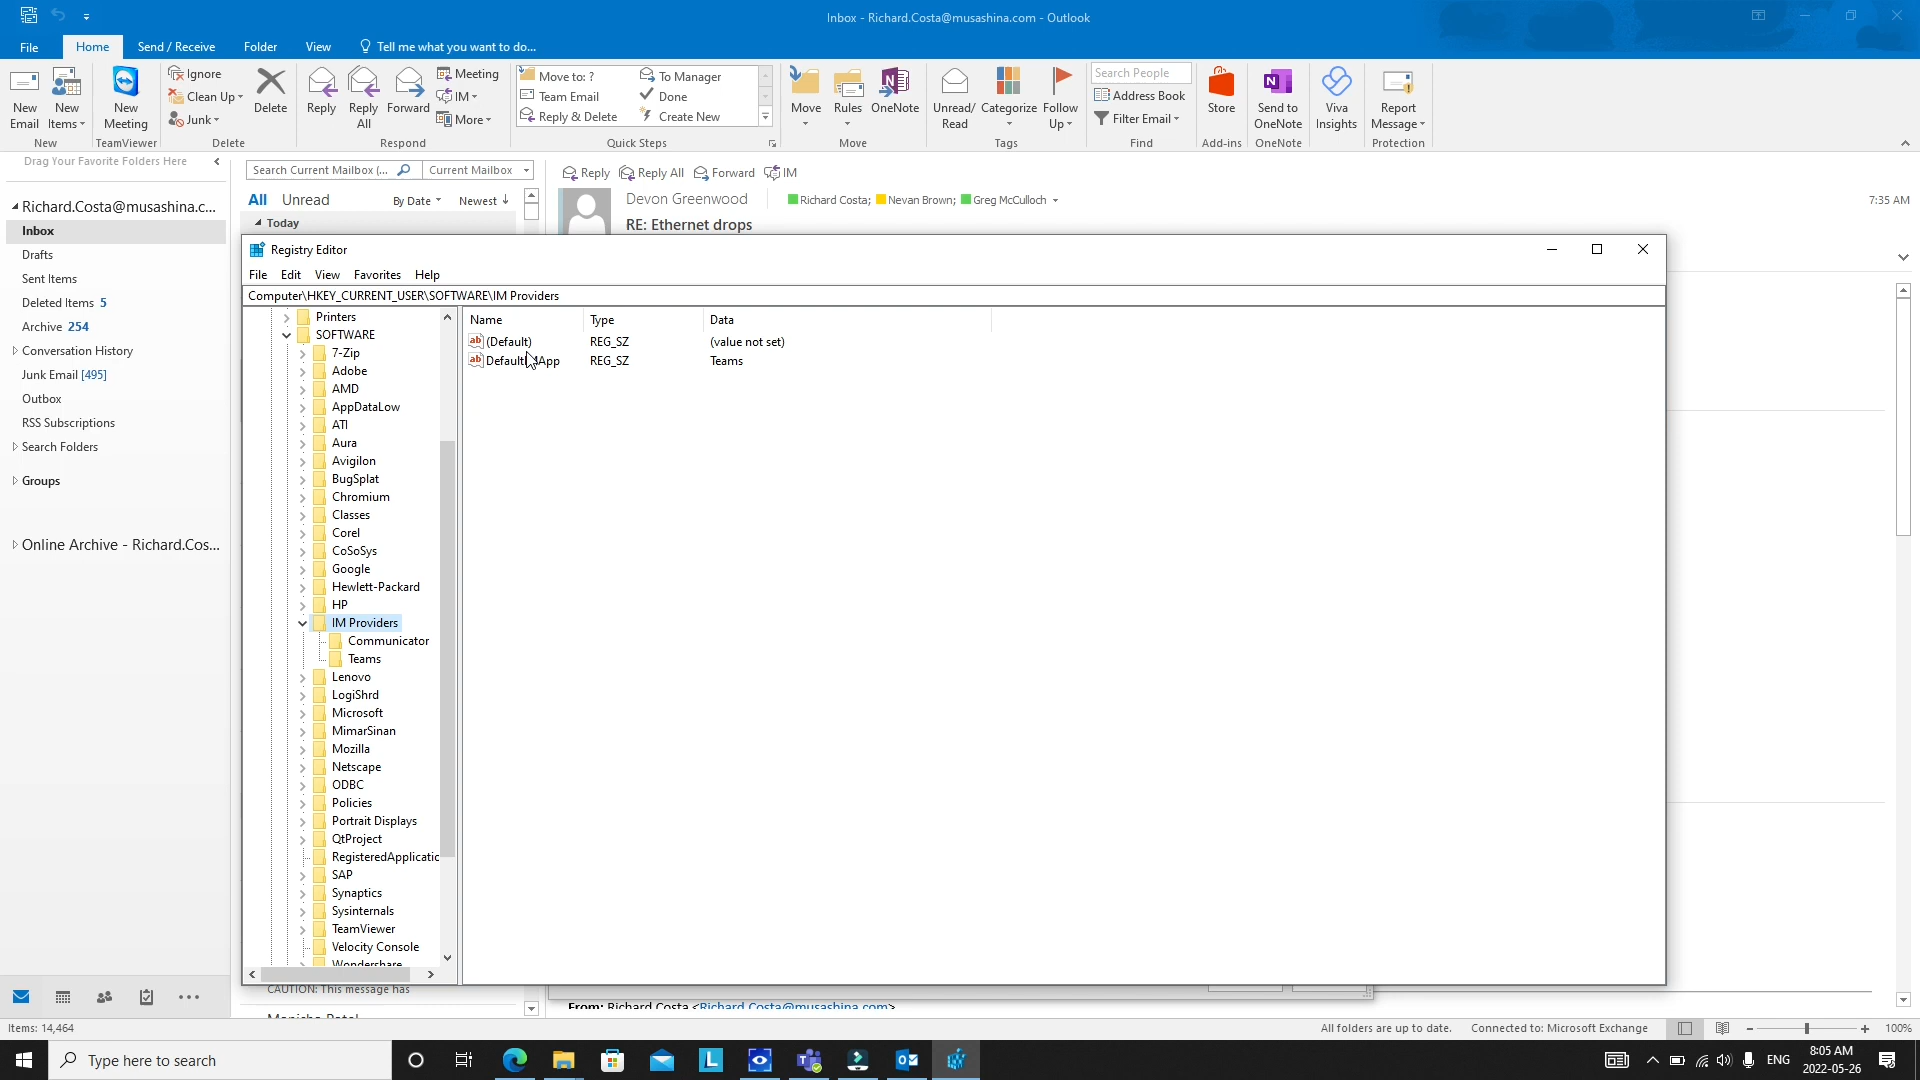 Inbox - Richard.Costa@musashina.com - Outlook
File Home Send / Receive Folder View Tell me what you want to do...
New Email
New Items
New
New Meeting
TeamViewer
Ignore
Clean Up
Junk
Delete
Delete
Reply
Reply All
Forward
Meeting
IM
More
Respond
Move to: ?
Team Email
Reply & Delete
To Manager
Done
Create New
Quick Steps
Move
Rules
OneNote
Move
Unread/ Read
Categorize
Follow Up
Tags
Search People
Address Book
Filter Email
Find
Store
Add-ins
Send to OneNote
OneNote
Viva Insights
Report Message
Protection
Drag Your Favorite Folders Here
Richard.Costa@musashina.c...
Inbox
Drafts
Sent Items
Deleted Items 5
Archive 254
Conversation History
Junk Email [495]
Outbox
RSS Subscriptions
Search Folders
Groups
Online Archive - Richard.Cos...
Search Current Mailbox (...
Current Mailbox
All Unread By Date Newest
Today
Reply Reply All Forward IM
Devon Greenwood
Richard Costa; Nevan Brown; Greg McCulloch
7:35 AM
RE: Ethernet drops
Registry Editor
File Edit View Favorites Help
Computer\HKEY_CURRENT_USER\SOFTWARE\IM Providers
Printers
SOFTWARE
7-Zip
Adobe
AMD
AppDataLow
ATI
Aura
Avigilon
BugSplat
Chromium
Classes
Corel
CoSoSys
Google
Hewlett-Packard
HP
IM Providers
Communicator
Teams
Lenovo
LogiShrd
Microsoft
MimarSinan
Mozilla
Netscape
ODBC
Policies
Portrait Displays
QtProject
RegisteredApplicatic
SAP
Synaptics
Sysinternals
TeamViewer
Velocity Console
Wondershare
Name Type Data
(Default) REG_SZ (value not set)
REG_SZ Teams
CAUTION: This message has
From: Richard Costa <Richard.Costa@musashina.com>
Items: 14,464
All folders are up to date. Connected to: Microsoft Exchange 100%
Type here to search
ENG
8:05 AM
2022-05-26